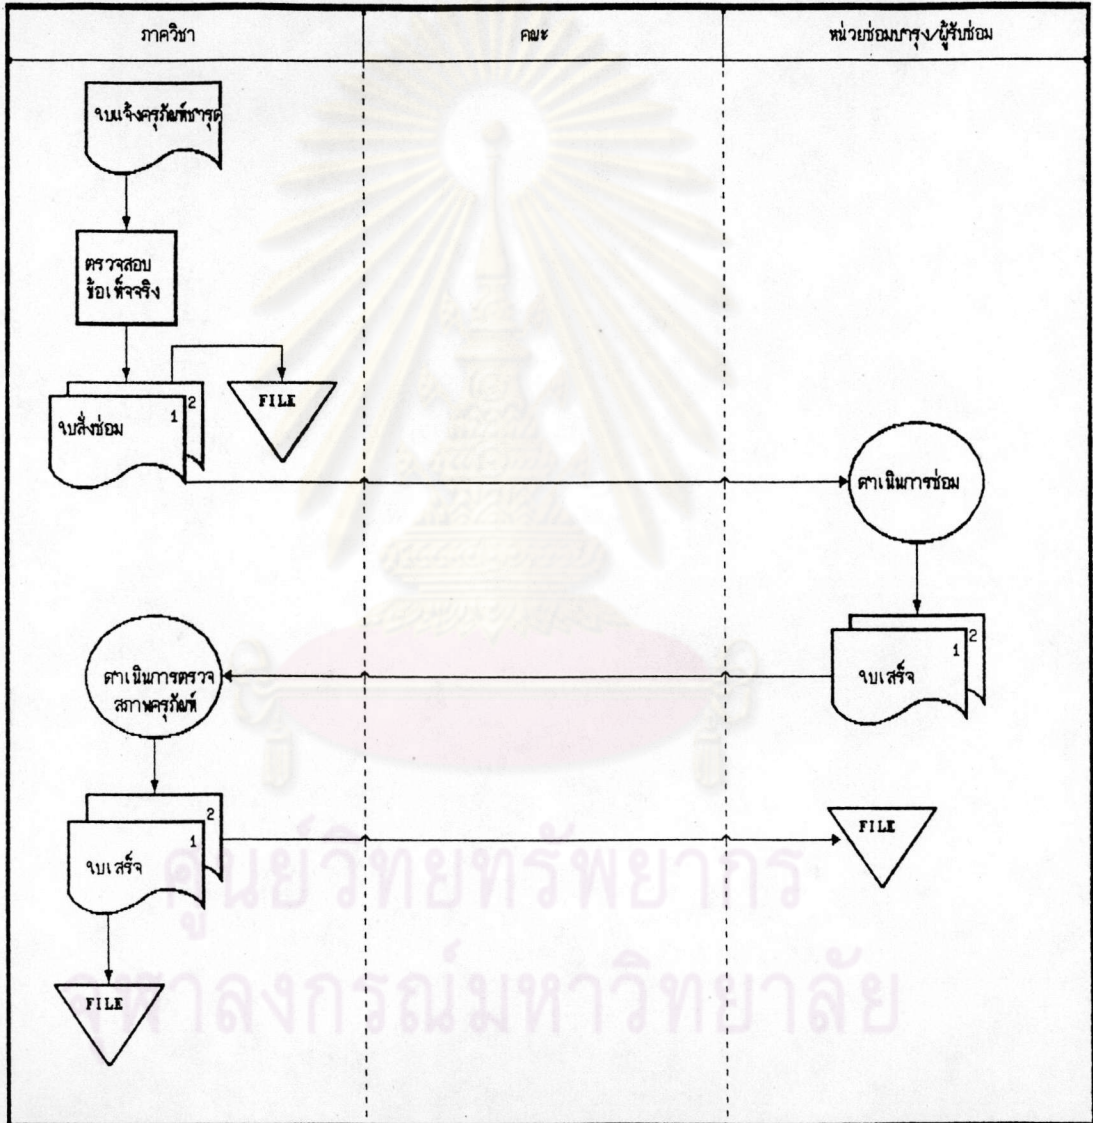 ภาควิชา
คณะ
หน่วยซ่อมบำรุง/ผู้รับซ่อม
ใบแจ้งครุภัณฑ์ชำรุด
ตรวจสอบ
ข้อเท็จจริง
FILE
2
1
ใบสั่งซ่อม
ดำเนินการซ่อม
2
1
ใบเสร็จ
ดำเนินการตรวจ
สภาพครุภัณฑ์
2
1
ใบเสร็จ
FILE
FILE
ศูนย์วิทยทรัพยากร
จุฬาลงกรณ์มหาวิทยาลัย